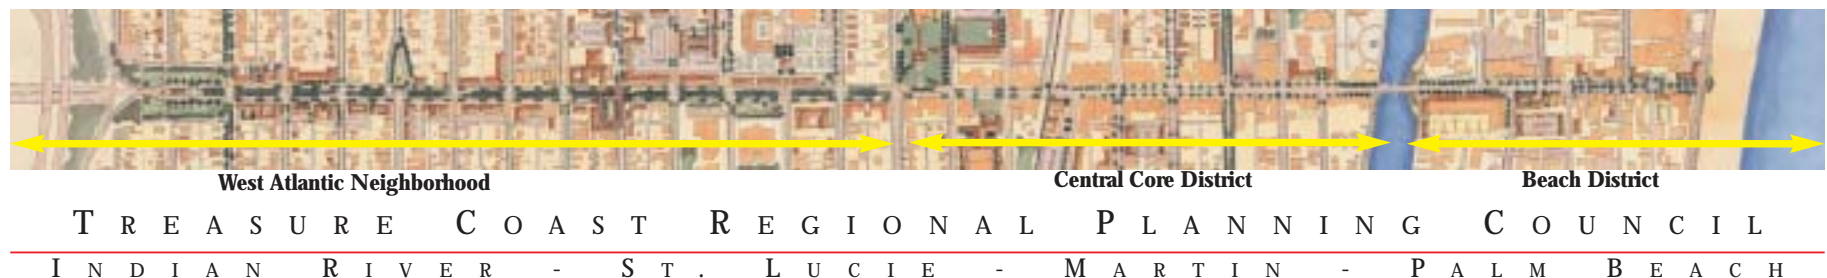 West Atlantic Neighborhood Central Core District Beach District
TREASURE COAST REGIONAL PLANNING COUNCIL
INDIAN RIVER - ST. LUCIE - MARTIN - PALM BEACH